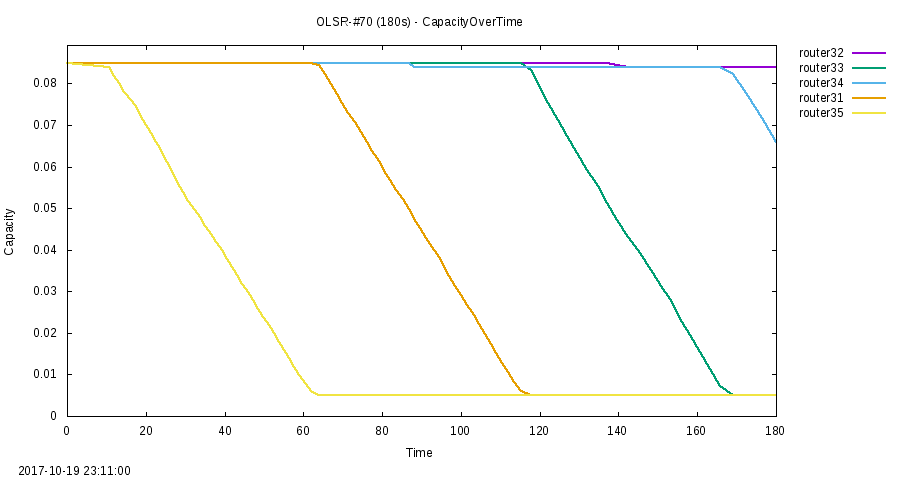 OLSR-#70 (180s) - CapacityOverTime
router32
router33
router34
router31
router35
0.08
0.07
0.06
0.05
0.04
0.03
0.02
0.01
0
Capacity
0 20 40 60 80 100 120 140 160 180
Time
2017-10-19 23:11:00